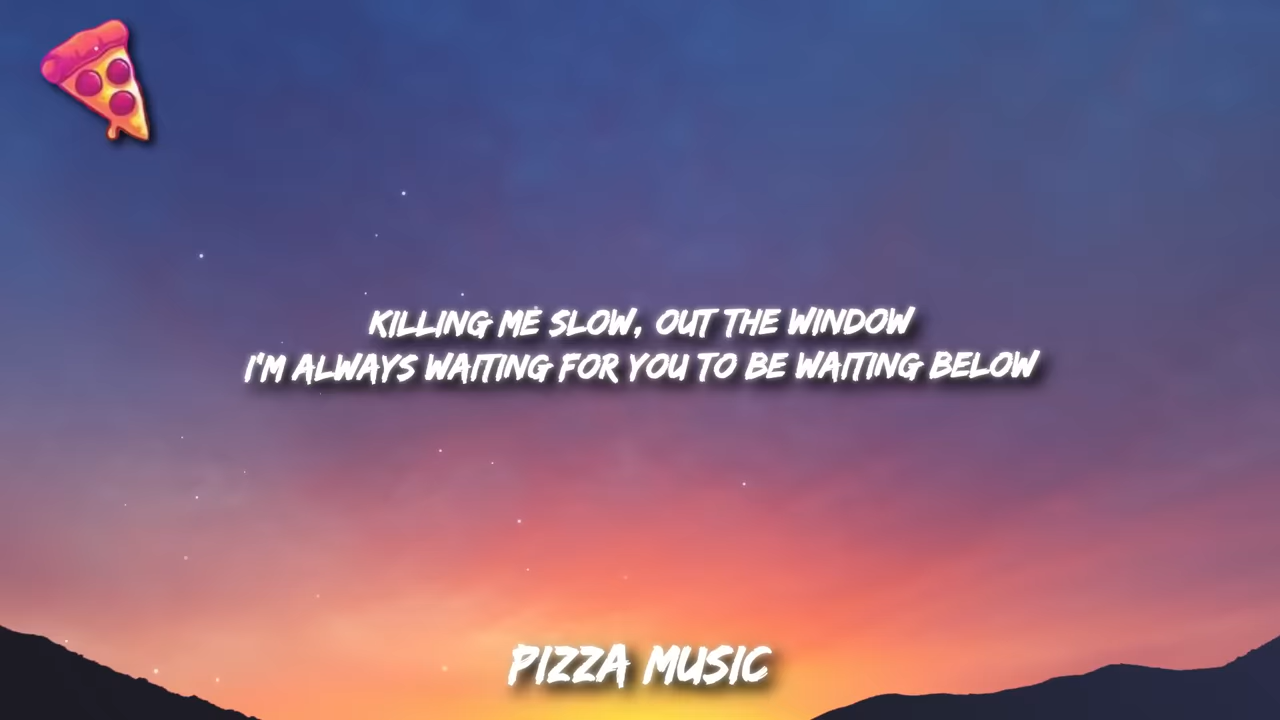 KILLING ME SLOW, OUT THE WINDOW
I'M ALWAYS WAITING FOR YOU TO BE WAITING BELOW
PIZZA MUSIC